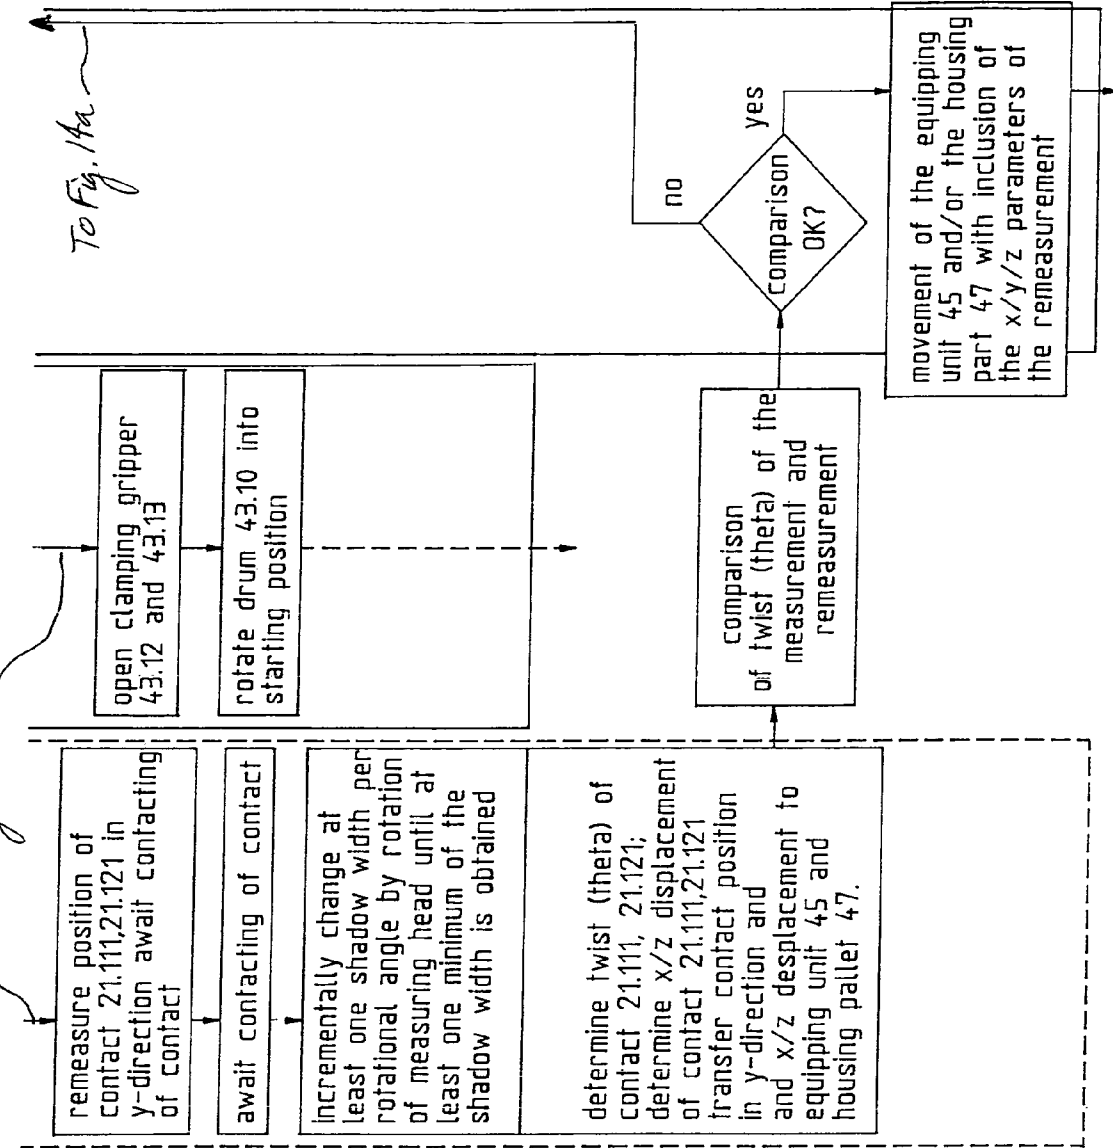 To Fig. 14a
remeasure position of
contact 21.111,21.121 in
y-direction await contacting
of contact
await contacting of contact
incrementally change at
least one shadow width per
rotational angle by rotation
of measuring head until at
least one minimum of the
shadow width is obtained
determine twist (theta) of
contact 21.111, 21.121;
determine x/z displacement
of contact 21.111,21.121
transfer contact position
in y-direction and
and x/z desplacement to
equipping unit 45 and
housing pallet 47.
open clamping gripper
43.12 and 43.13
rotate drum 43.10 into
starting position
comparison
of twist (theta) of the
measurement and
remeasurement
comparison
OK?
no
yes
movement of the equipping
unit 45 and/or the housing
part 47 with inclusion of
the x/y/z parameters of
the remeasurement